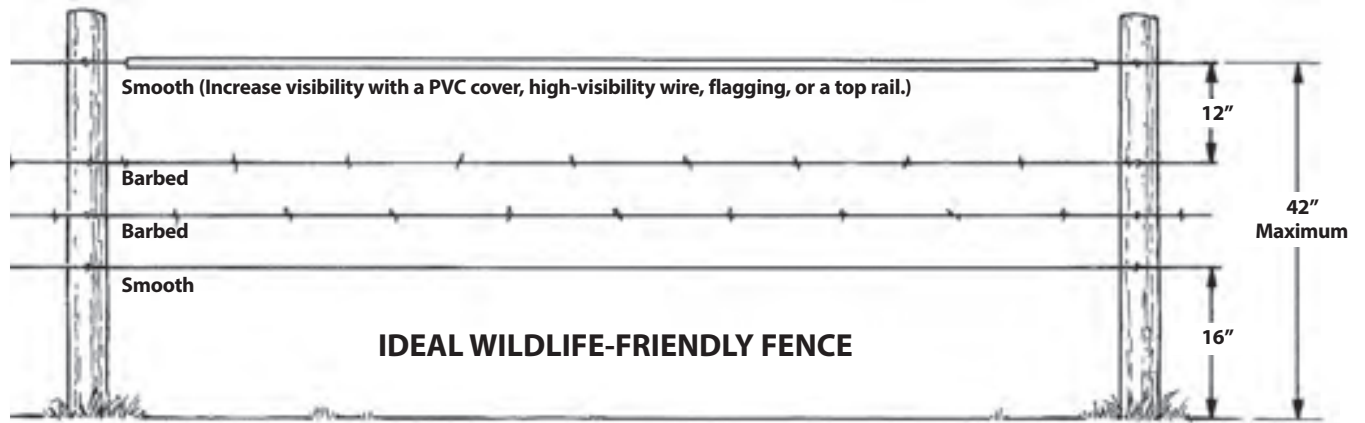 Smooth (Increase visibility with a PVC cover, high-visibility wire, flagging, or a top rail.)
12”
Barbed
Barbed
42”
Maximum
Smooth
16”
IDEAL WILDLIFE-FRIENDLY FENCE